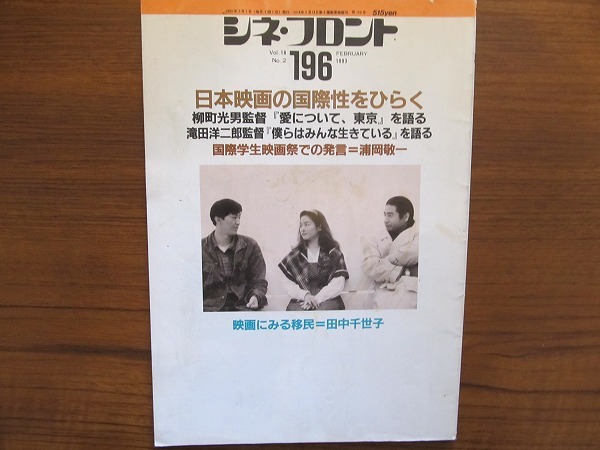 515yen
シネ・フロント
Vol.18
No.2
196
FEBRUARY
1993
日本映画の国際性をひらく
柳町光男監督『愛について、東京』を語る
滝田洋二郎監督『僕らはみんな生きている』を語る
国際学生映画祭での発言=浦岡敬一
映画にみる移民=田中千世子